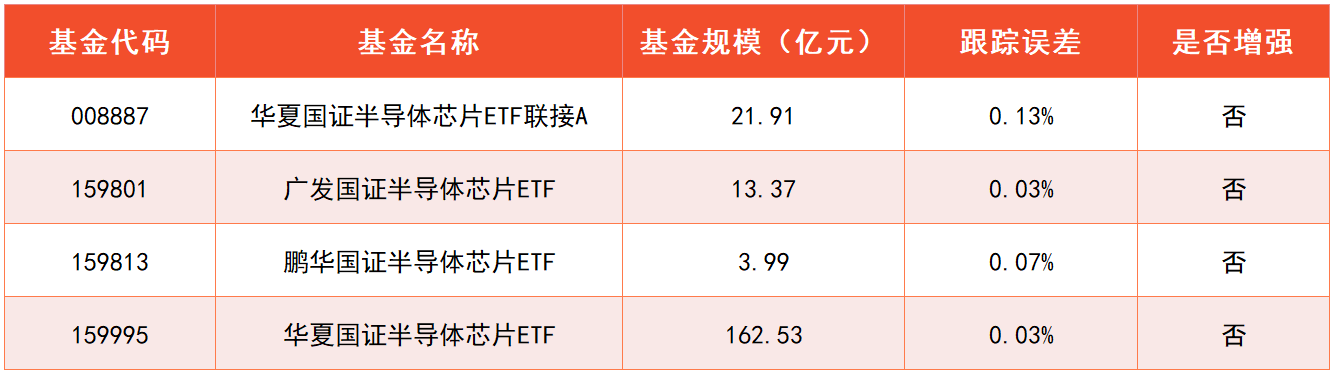 基金代码 基金名称 基金规模（亿元） 跟踪误差 是否增强
008887 华夏国证半导体芯片ETF联接A 21.91 0.13% 否
159801 广发国证半导体芯片ETF 13.37 0.03% 否
159813 鹏华国证半导体芯片ETF 3.99 0.07% 否
159995 华夏国证半导体芯片ETF 162.53 0.03% 否